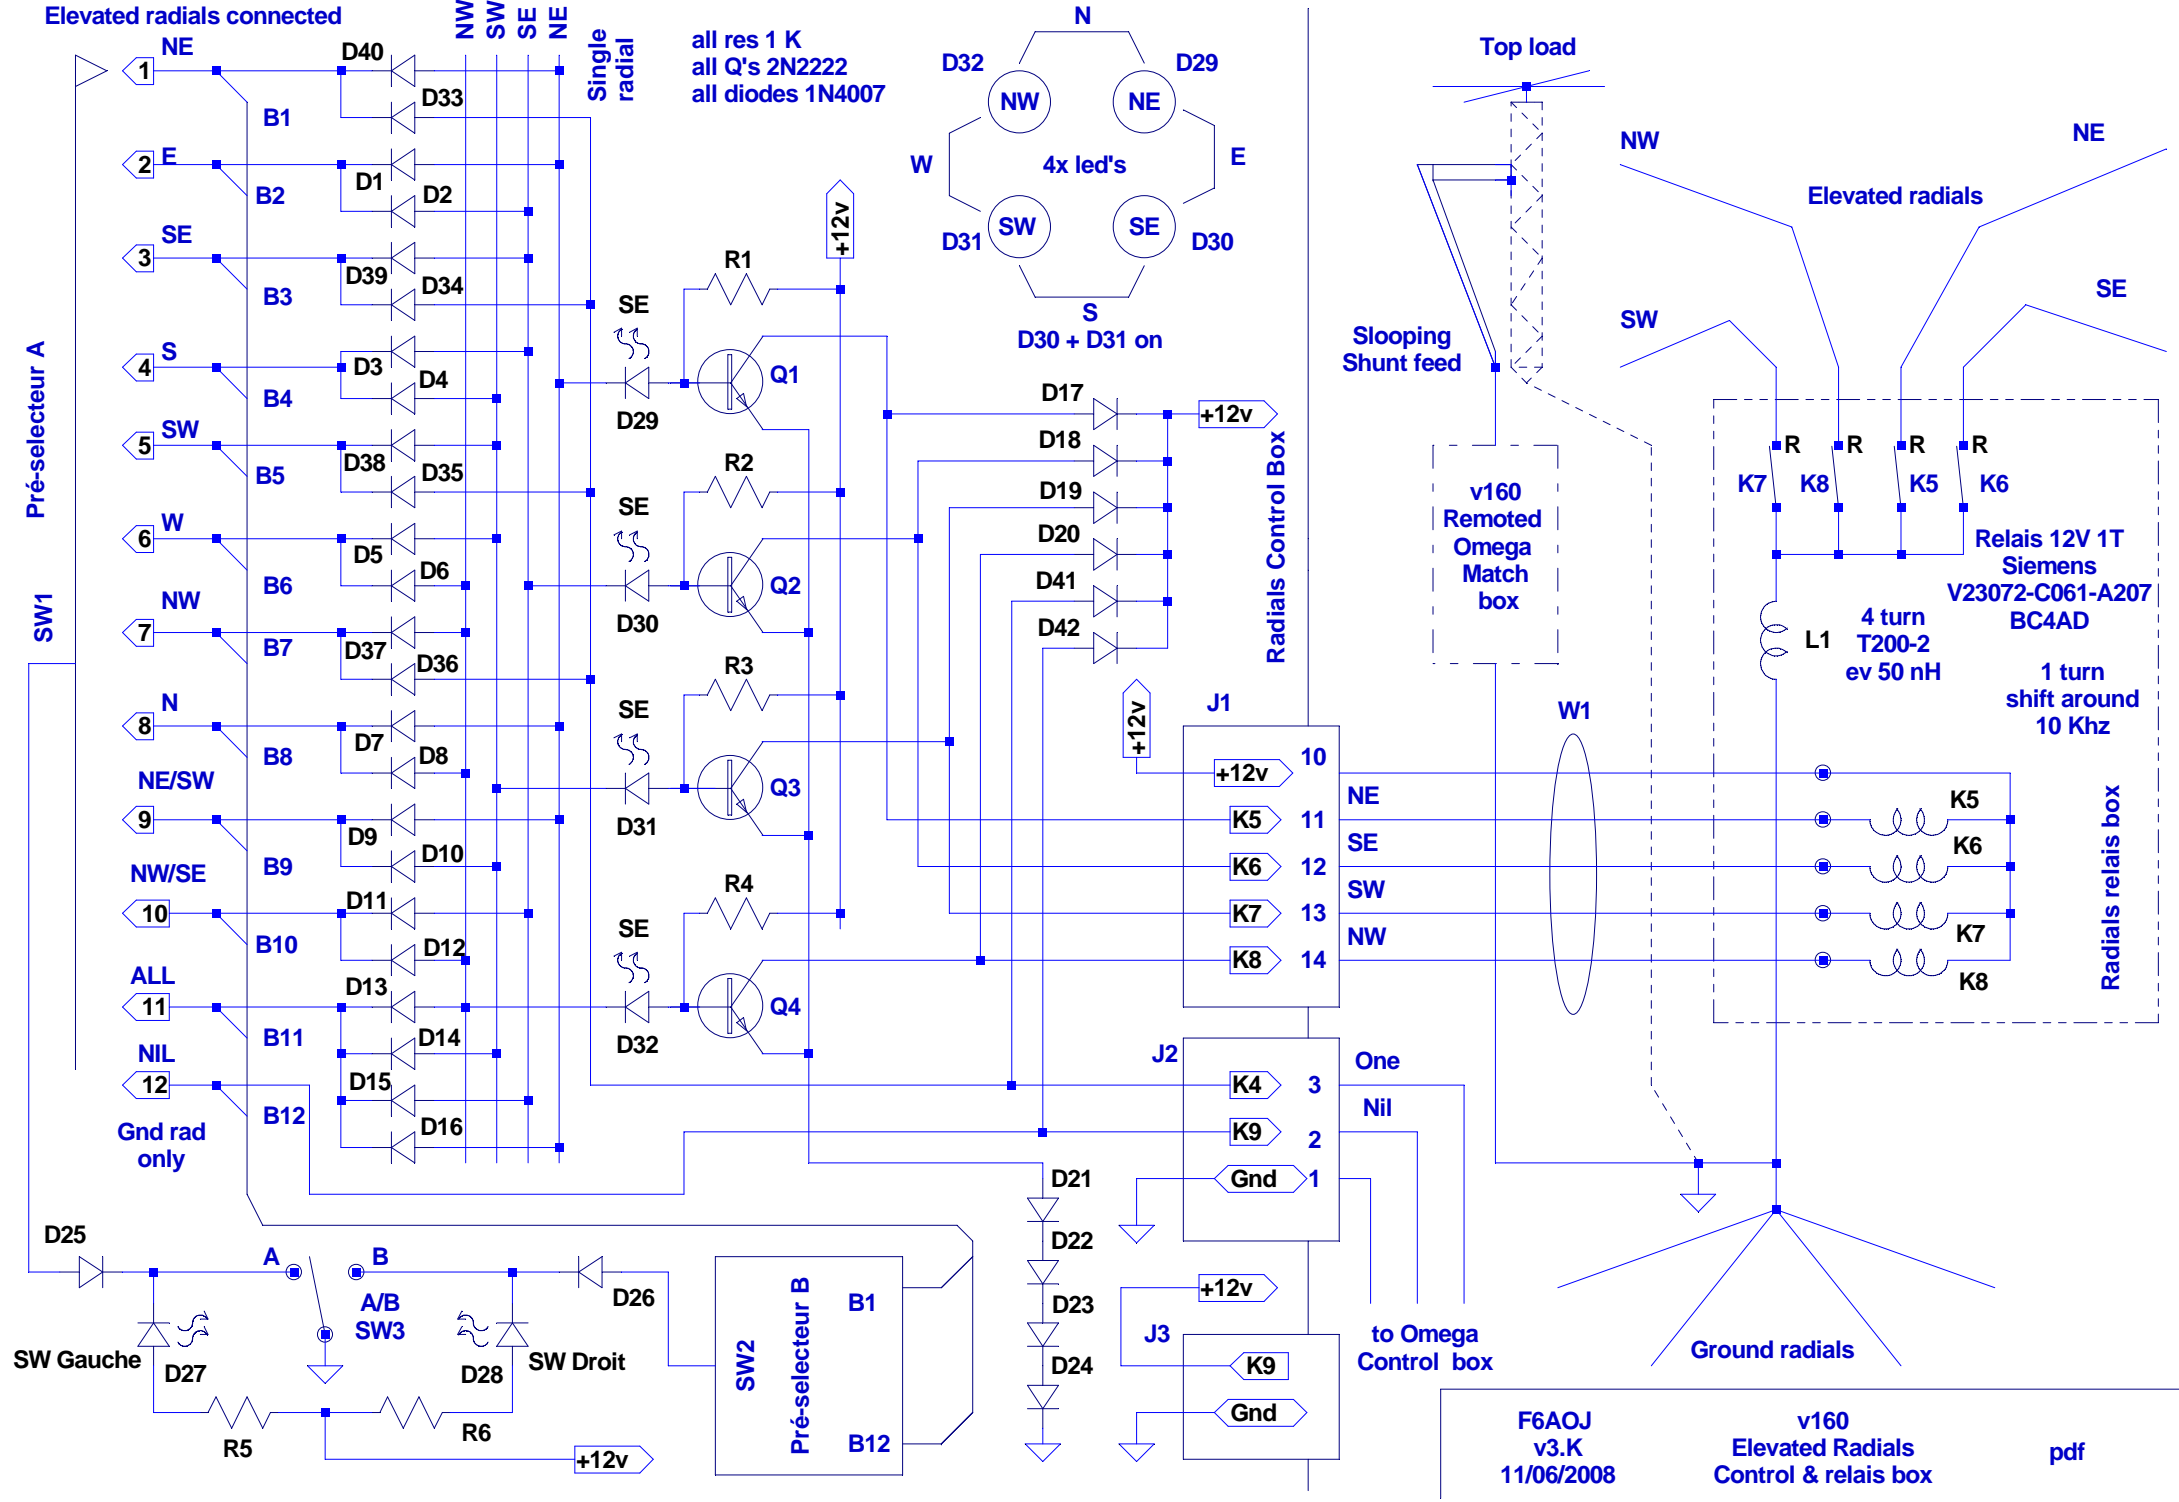 Elevated radials connected
NW
SW
SE
NE
Single
radial
all res 1 K
all Q's 2N2222
all diodes 1N4007
Pré-selecteur A
SW1
NE
1
B1
D40
D33
E
2
B2
D1
D2
SE
3
B3
D39
D34
S
4
B4
D3
D4
SW
5
B5
D38
D35
W
6
B6
D5
D6
NW
7
B7
D37
D36
N
8
B8
D7
D8
NE/SW
9
B9
D9
D10
NW/SE
10
B10
D11
D12
ALL
11
B11
D13
D14
NIL
12
B12
D15
D16
Gnd rad
only
+12v
R1
SE
D29
Q1
R2
SE
D30
Q2
R3
SE
D31
Q3
R4
SE
D32
Q4
N
D32
D29
NW
NE
W
4x led's
E
SW
SE
D31
D30
S
D30 + D31 on
D17
D18
D19
D20
D41
D42
+12v
Radials Control Box
+12v
J1
+12v
10
K5
11
K6
12
K7
13
K8
14
NE
SE
SW
NW
W1
J2
K4
3
K9
2
Gnd
1
One
Nil
+12v
J3
K9
Gnd
to Omega
Control box
D21
D22
D23
D24
D25
A
B
A/B
SW3
D26
SW Gauche
D27
D28
SW Droit
R5
R6
+12v
SW2
Pré-selecteur B
B1
B12
Top load
Slooping
Shunt feed
v160
Remoted
Omega
Match
box
NW
NE
Elevated radials
SW
SE
R
R
R
R
K7
K8
K5
K6
Relais 12V 1T
Siemens
V23072-C061-A207
BC4AD
L1
4 turn
T200-2
ev 50 nH
1 turn
shift around
10 Khz
K5
K6
K7
K8
Radials relais box
Ground radials
F6AOJ
v3.K
11/06/2008
v160
Elevated Radials
Control & relais box
pdf